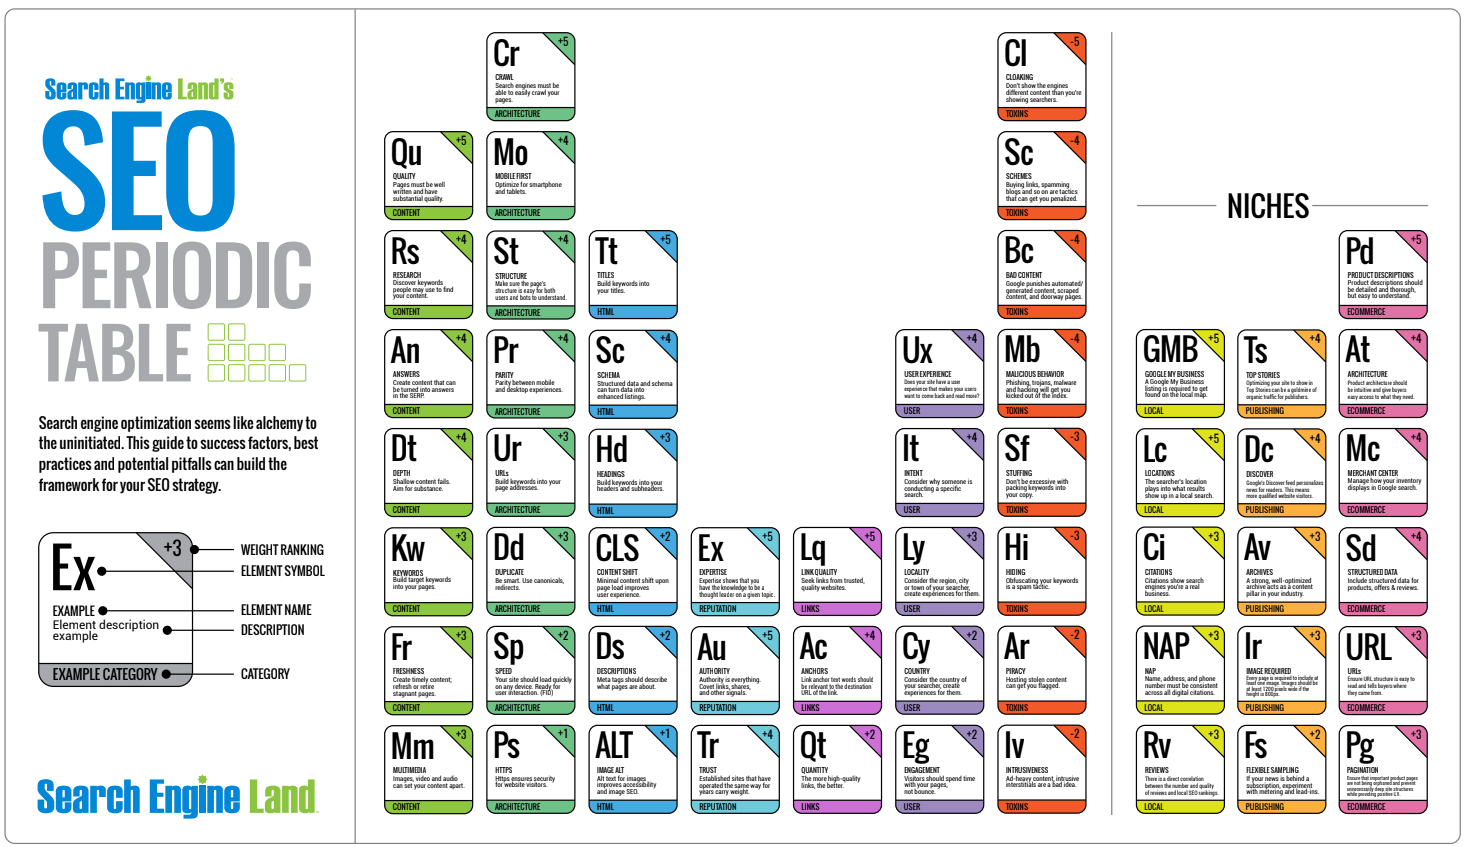 Search Engine Land's
SEO
PERIODIC
TABLE
Search engine optimization seems like alchemy to
the uninitiated. This guide to success factors, best
practices and potential pitfalls can build the
framework for your SEO strategy.
Ex
+3
EXAMPLE
Element description
example
EXAMPLE CATEGORY
WEIGHT RANKING
ELEMENT SYMBOL
ELEMENT NAME
DESCRIPTION
CATEGORY
Search Engine Land
Qu
+5
QUALITY
Pages must be well
written and have
substantial quality.
CONTENT
Rs
+4
RESEARCH
Discover keywords
people may use to find
your content.
CONTENT
An
+4
ANSWERS
Create content that can
be turned into answers
in the SERP.
CONTENT
Dt
+4
DEPTH
Shallow content fails.
Aim for substance.
CONTENT
Kw
+3
KEYWORDS
Build target keywords
into your pages.
CONTENT
Fr
+3
FRESHNESS
Create timely content;
refresh or retire
stagnant pages.
CONTENT
Mm
+3
MULTIMEDIA
Images, video and audio
can set your content apart.
CONTENT
Cr
+5
CRAWL
Search engines must be
able to easily crawl your
pages.
ARCHITECTURE
Mo
+4
MOBILE FIRST
Optimize for smartphone
and tablets.
ARCHITECTURE
St
+4
STRUCTURE
Make sure the page's
structure is easy for both
users and bots to understand.
ARCHITECTURE
Pr
+4
PARITY
Parity between mobile
and desktop experiences.
ARCHITECTURE
Ur
+3
URLs
Build keywords into your
page addresses.
ARCHITECTURE
Dd
+3
DUPLICATE
Be smart. Use canonicals,
redirects.
ARCHITECTURE
Sp
+2
SPEED
Your site should load quickly
on any device. Ready for
user interaction. (FID)
ARCHITECTURE
Ps
+1
HTTPS
Https ensures security
for website visitors.
ARCHITECTURE
Tt
+5
TITLES
Build keywords into
your titles.
HTML
Sc
+4
SCHEMA
Structured data and schema
can turn data into
enhanced listings.
HTML
Hd
+3
HEADINGS
Build keywords into your
headers and subheaders.
HTML
CLS
+2
CONTENT SHIFT
Minimal content shift upon
page load improves
user experience.
HTML
Ds
+2
DESCRIPTIONS
Meta tags should describe
what pages are about.
HTML
ALT
+1
IMAGE ALT
Alt text for images
improves accessibility
and image SEO.
HTML
Ex
+5
EXPERTISE
Expertise shows that you
have the knowledge to be a
thought leader on a given topic.
REPUTATION
Au
+5
AUTHORITY
Authority is everything.
Covet links, shares,
and other signals.
REPUTATION
Tr
+4
TRUST
Established sites that have
operated the same way for
years carry weight.
REPUTATION
Lq
+5
LINK QUALITY
Seek links from trusted,
quality websites.
LINKS
Ac
+4
ANCHORS
Link anchor text words should
be relevant to the destination
URL of the link.
LINKS
Qt
+2
QUANTITY
The more high-quality
links, the better.
LINKS
Ux
+4
USER EXPERIENCE
Does your site have a user
experience that makes your users
want to come back and read more?
USER
It
+4
INTENT
Consider why someone is
conducting a specific
search.
USER
Ly
+3
LOCALITY
Consider the region, city
or town of your searcher,
create experiences for them.
USER
Cy
+2
COUNTRY
Consider the country of
your searcher, create
experiences for them.
USER
Eg
+2
ENGAGEMENT
Visitors should spend time
with your pages,
not bounce.
USER
Cl
-5
CLOAKING
Don't show the engines
different content than you're
showing searchers.
TOXINS
Sc
-4
SCHEMES
Buying links, spamming
blogs and so on are tactics
that can get you penalized.
TOXINS
Bc
-4
BAD CONTENT
Google punishes automated/
generated content, scraped
content, and doorway pages.
TOXINS
Mb
-4
MALICIOUS BEHAVIOR
Phishing, trojans, malware
and hacking will get you
kicked out of the index.
TOXINS
Sf
-3
STUFFING
Don't be excessive with
packing keywords into
your copy.
TOXINS
Hi
-3
HIDING
Obfuscating your keywords
is a spam tactic.
TOXINS
Ar
-2
PIRACY
Hosting stolen content
can get you flagged.
TOXINS
Iv
-2
INTRUSIVENESS
Ad-heavy content, intrusive
interstitials are a bad idea.
TOXINS
NICHES
GMB
+5
GOOGLE MY BUSINESS
A Google My Business
listing is required to get
found on the local map.
LOCAL
Lc
+5
LOCATIONS
The searcher's location
plays into what results
show up in a local search.
LOCAL
Ci
+3
CITATIONS
Citations show search
engines you're a real
business.
LOCAL
NAP
+3
NAP
Name, address, and phone
number must be consistent
across all digital citations.
LOCAL
Rv
+3
REVIEWS
There is a direct correlation
between the number and quality
of reviews and local SEO rankings.
LOCAL
Ts
+4
TOP STORIES
Optimizing your site to show in
Top Stories can be a goldmine of
organic traffic for publishers.
PUBLISHING
Dc
+4
DISCOVER
Google's Discover feed personalizes
news for readers. This means
more qualified website visitors.
PUBLISHING
Av
+3
ARCHIVES
A strong, well-optimized
archive acts as a content
pillar in your industry.
PUBLISHING
Ir
+3
IMAGE REQUIRED
Every page is required to include at
least one image. Images should be
at least 1200 pixels wide if the
height is 800px.
PUBLISHING
Fs
+2
FLEXIBLE SAMPLING
If your news is behind a
subscription, experiment
with metering and lead-ins.
PUBLISHING
Pd
+5
PRODUCT DESCRIPTIONS
Product descriptions should
be detailed and thorough,
but easy to understand.
ECOMMERCE
At
+4
ARCHITECTURE
Product architecture should
be intuitive and give buyers
easy access to what they need.
ECOMMERCE
Mc
+4
MERCHANT CENTER
Manage how your inventory
displays in Google search.
ECOMMERCE
Sd
+4
STRUCTURED DATA
Include structured data for
products, offers & reviews.
ECOMMERCE
URL
+3
URLs
Ensure URL structure is easy to
read and tells buyers where
they came from.
ECOMMERCE
Pg
+3
PAGINATION
Ensure that important product pages
are not being orphaned and prevent
unnecessarily deep site structures
while providing positive UX.
ECOMMERCE